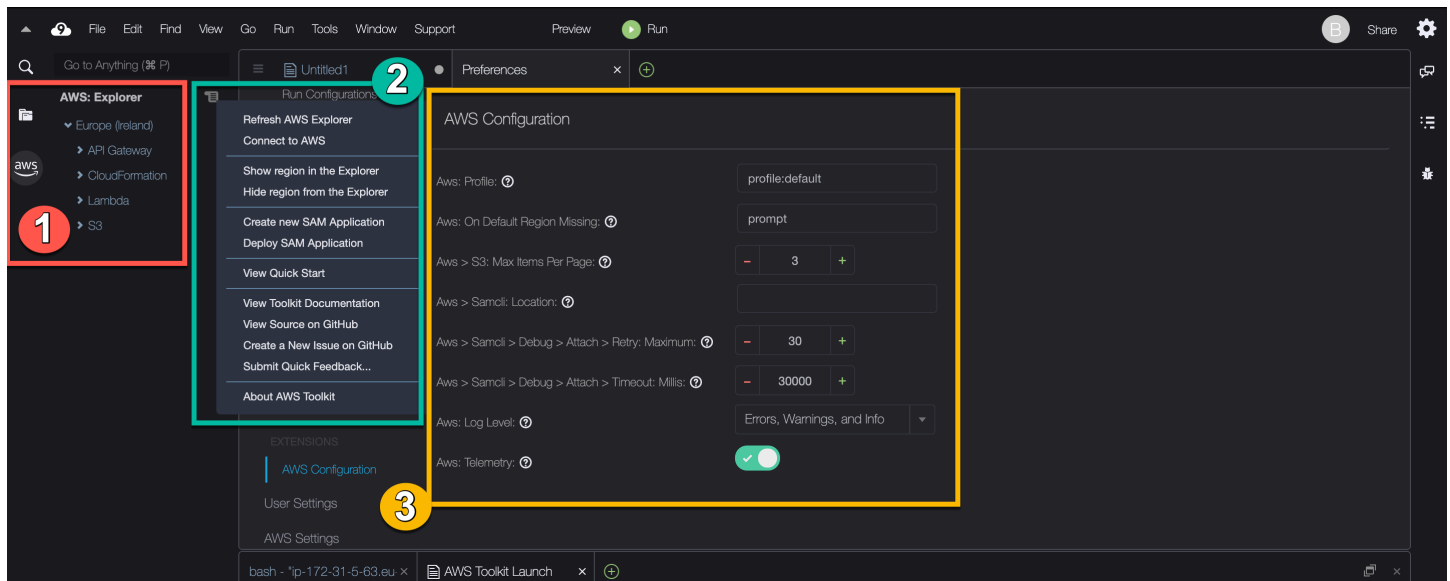 9 File Edit Find View Go Run Tools Window Support Preview Run B Share
Go to Anything (⌘ P)
Untitled1
Preferences ×
AWS: Explorer
Europe (Ireland)
API Gateway
CloudFormation
Lambda
S3
aws
1
2
Run Configurations
Refresh AWS Explorer
Connect to AWS
Show region in the Explorer
Hide region from the Explorer
Create new SAM Application
Deploy SAM Application
View Quick Start
View Toolkit Documentation
View Source on GitHub
Create a New Issue on GitHub
Submit Quick Feedback...
About AWS Toolkit
EXTENSIONS
AWS Configuration
User Settings
AWS Settings
3
AWS Configuration
Aws: Profile: ? profile:default
Aws: On Default Region Missing: ? prompt
Aws > S3: Max Items Per Page: ? − 3 +
Aws > Samcli: Location: ?
Aws > Samcli > Debug > Attach > Retry: Maximum: ? − 30 +
Aws > Samcli > Debug > Attach > Timeout: Millis: ? − 30000 +
Aws: Log Level: ? Errors, Warnings, and Info
Aws: Telemetry: ?
bash - "ip-172-31-5-63.eu × AWS Toolkit Launch ×